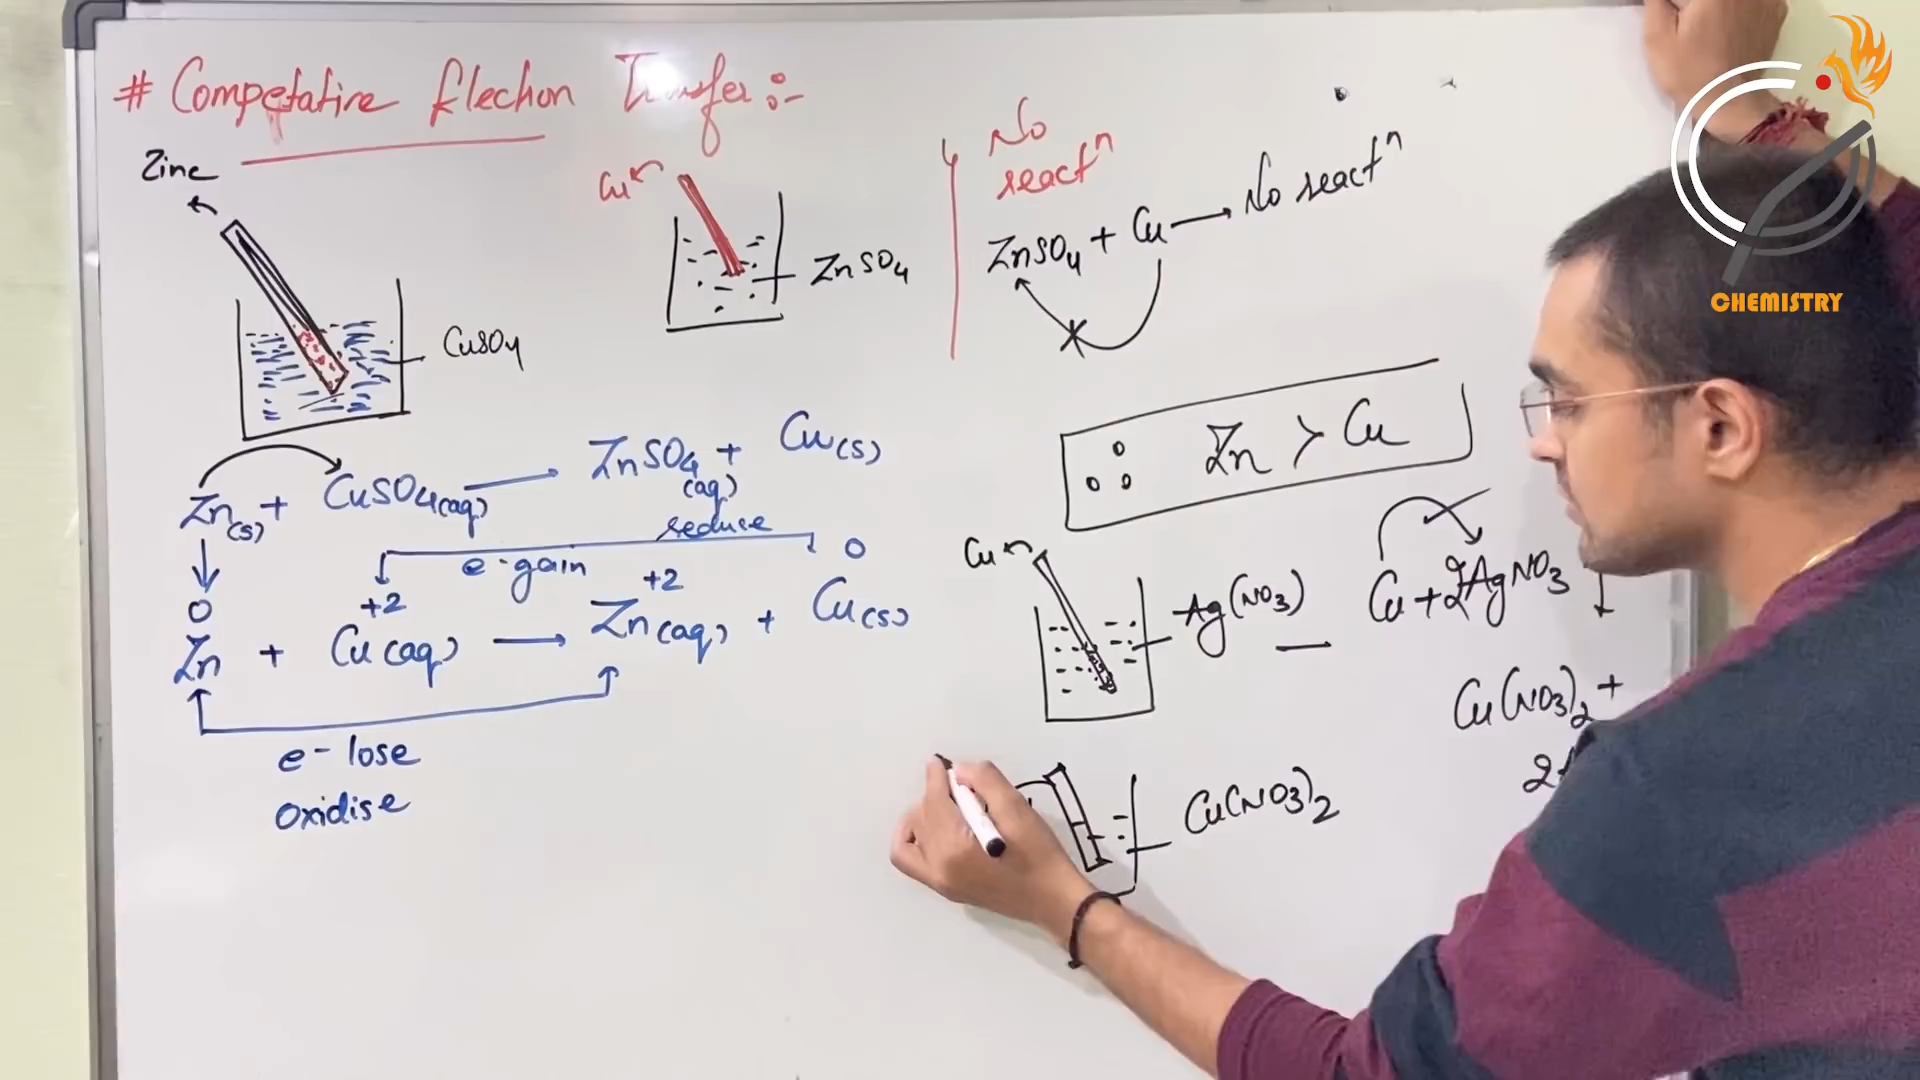 # Competative Electron Transfer :-
Zinc
CuSO4
Cu
ZnSO4
No
reactⁿ
ZnSO4 + Cu → No reactⁿ
∴ Zn > Cu
Zn(s) + CuSO4(aq) → ZnSO4(aq) + Cu(s)
reduce
e- gain
0 +2 +2 0
Zn + Cu(aq) → Zn(aq) + Cu(s)
e- lose
oxidise
Cu
Ag(NO3)
Cu + 2AgNO3
↓
Cu(NO3)2 +
Cu(NO3)2
CHEMISTRY